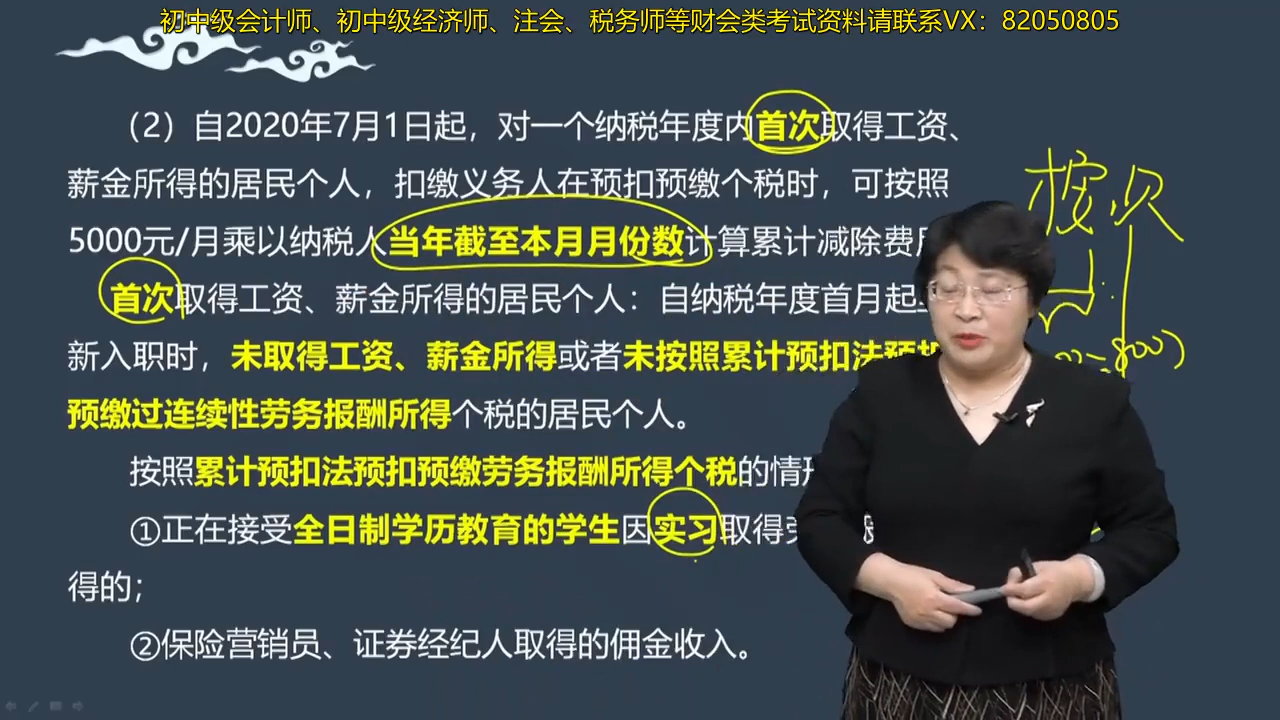 初中级会计师、初中级经济师、注会、税务师等财会类考试资料请联系VX：82050805
（2）自2020年7月1日起，对一个纳税年度内首次取得工资、
薪金所得的居民个人，扣缴义务人在预扣预缴个税时，可按照
5000元/月乘以纳税人当年截至本月月份数计算累计减除费
首次取得工资、薪金所得的居民个人：自纳税年度首月起
新入职时，未取得工资、薪金所得或者未按照累计预扣法预扣
预缴过连续性劳务报酬所得个税的居民个人。
按照累计预扣法预扣预缴劳务报酬所得个税的情
①正在接受全日制学历教育的学生因实习取得
得的；
②保险营销员、证券经纪人取得的佣金收入。
按次
800)